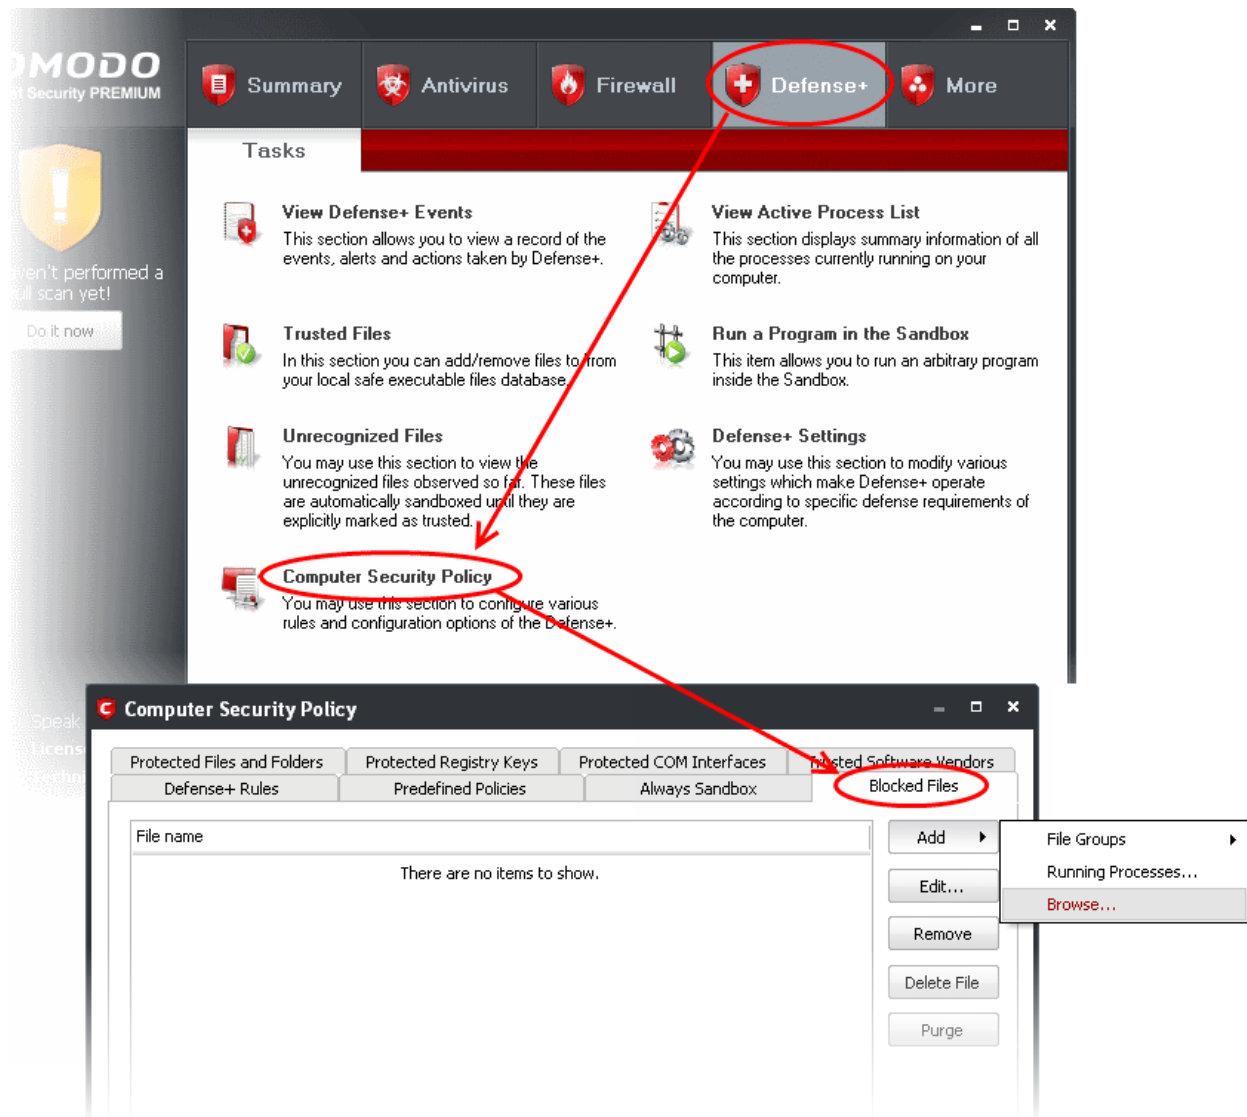 OMODO
Security PREMIUM
Summary
Antivirus
Firewall
Defense+
More
Tasks
View Defense+ Events
This section allows you to view a record of the
events, alerts and actions taken by Defense+.
View Active Process List
This section displays summary information of all
the processes currently running on your
computer.
performed a
scan yet!
Do it now
Trusted Files
In this section you can add/remove files to from
your local safe executable files database.
Run a Program in the Sandbox
This item allows you to run an arbitrary program
inside the Sandbox.
Unrecognized Files
You may use this section to view the
unrecognized files observed so far. These files
are automatically sandboxed until they are
explicitly marked as trusted.
Defense+ Settings
You may use this section to modify various
settings which make Defense+ operate
according to specific defense requirements of
the computer.
Computer Security Policy
You may use this section to configure various
rules and configuration options of the Defense+.
Speak
Licens
Techni
Computer Security Policy
Protected Files and Folders
Protected Registry Keys
Protected COM Interfaces
Trusted Software Vendors
Defense+ Rules
Predefined Policies
Always Sandbox
Blocked Files
File name
There are no items to show.
Add
Edit...
Remove
Delete File
Purge
File Groups
Running Processes...
Browse...